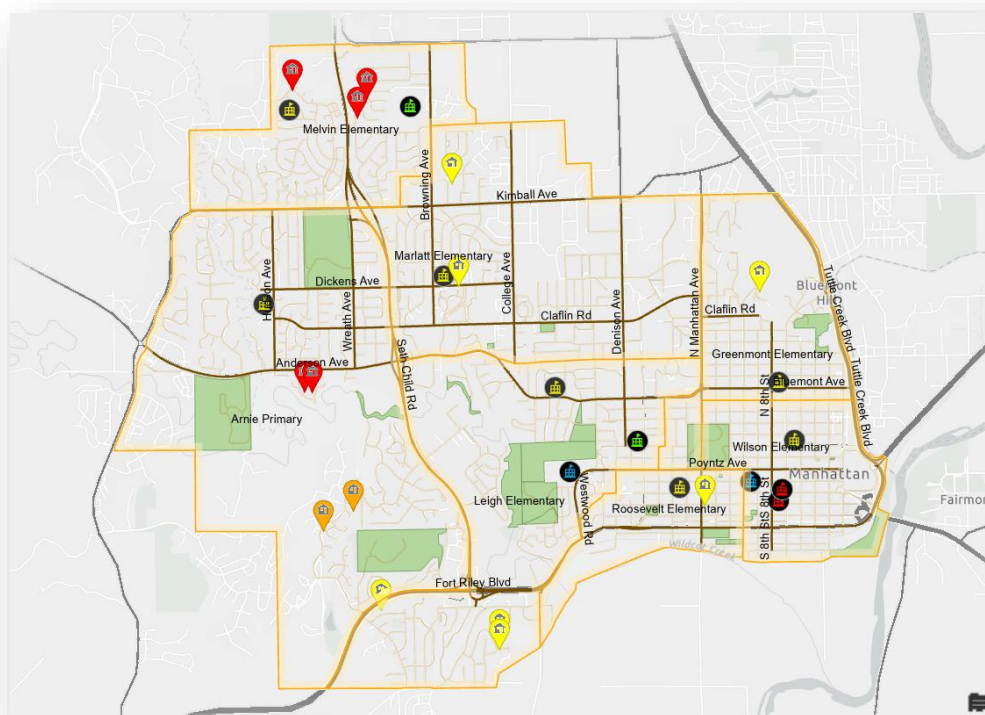 Melvin Elementary
Browning Ave
Kimball Ave
Marlatt Elementary
Dickens Ave
Wreath Ave
College Ave
Claflin Rd
Denison Ave
N Manhattan Ave
Claflin Rd
Tuttle Creek Blvd
Tuttle Creek Blvd
Anderson Ave
Seth Child Rd
Greenmont Elementary
N 8th St
Arnie Primary
Wilson Elementary
Poyntz Ave
Manhattan
Leigh Elementary
Westwood Rd
Roosevelt Elementary
S 8th St
S 8th St
Wildcat Creek
Fort Riley Blvd